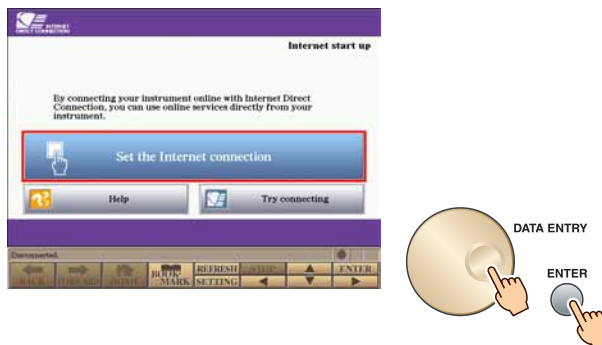 INTERNET
DIRECT CONNECTION
Internet start up
By connecting your instrument online with Internet Direct
Connection, you can use online services directly from your
instrument.
Set the Internet connection
Help
Try connecting
Disconnected.
BACK FORWARD HOME BOOK-
MARK REFRESH STOP ENTER
SETTING
DATA ENTRY
ENTER